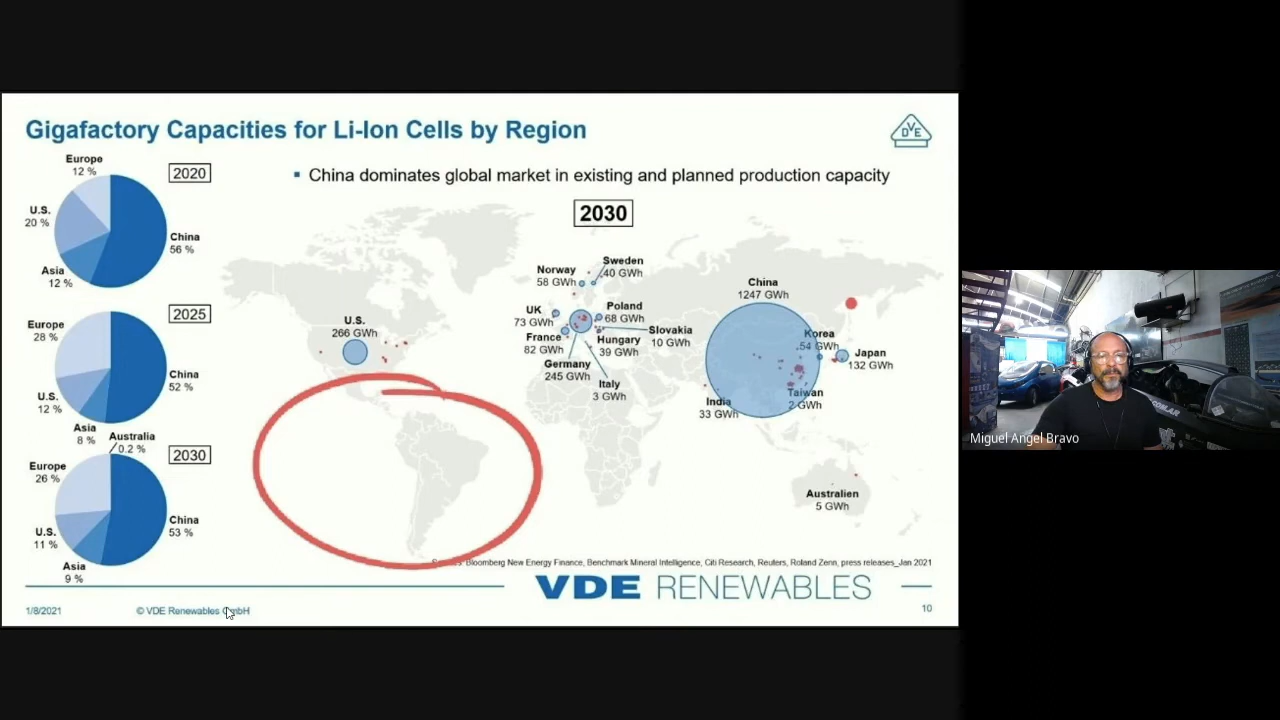 Gigafactory Capacities for Li-Ion Cells by Region
VDE
Europe
12 %
2020
U.S.
20 %
China
56 %
Asia
12 %
2025
Europe
28 %
China
52 %
U.S.
12 %
Asia
8 %
Australia
0.2 %
2030
Europe
26 %
China
53 %
U.S.
11 %
Asia
9 %
China dominates global market in existing and planned production capacity
2030
Sweden
40 GWh
Norway
58 GWh
China
1247 GWh
Poland
68 GWh
UK
73 GWh
U.S.
266 GWh
Slovakia
10 GWh
Korea
54 GWh
France
82 GWh
Hungary
39 GWh
Japan
132 GWh
Germany
245 GWh
Italy
3 GWh
Taiwan
2 GWh
India
33 GWh
Australien
5 GWh
Bloomberg New Energy Finance, Benchmark Mineral Intelligence, Citi Research, Reuters, Roland Zenn, press releases_Jan 2021
VDE RENEWABLES
1/8/2021
© VDE Renewables GmbH
10
Miguel Angel Bravo